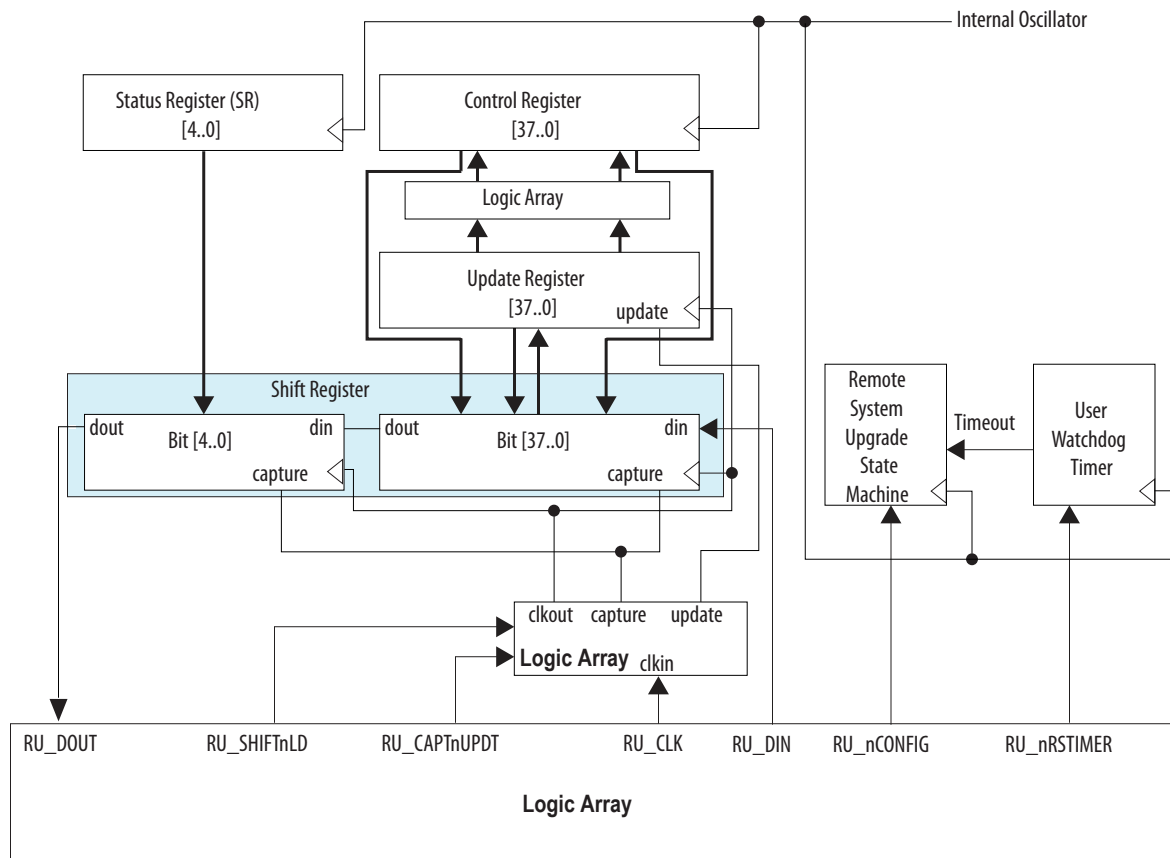 Internal Oscillator
Status Register (SR)
[4..0]
Control Register
[37..0]
Logic Array
Update Register
[37..0]
update
Shift Register
dout
Bit [4..0]
din
capture
dout
Bit [37..0]
din
capture
Remote
System
Upgrade
State
Machine
Timeout
User
Watchdog
Timer
clkout capture update
Logic Array clkin
RU_DOUT RU_SHIFTnLD RU_CAPTnUPDT RU_CLK RU_DIN RU_nCONFIG RU_nRSTIMER
Logic Array